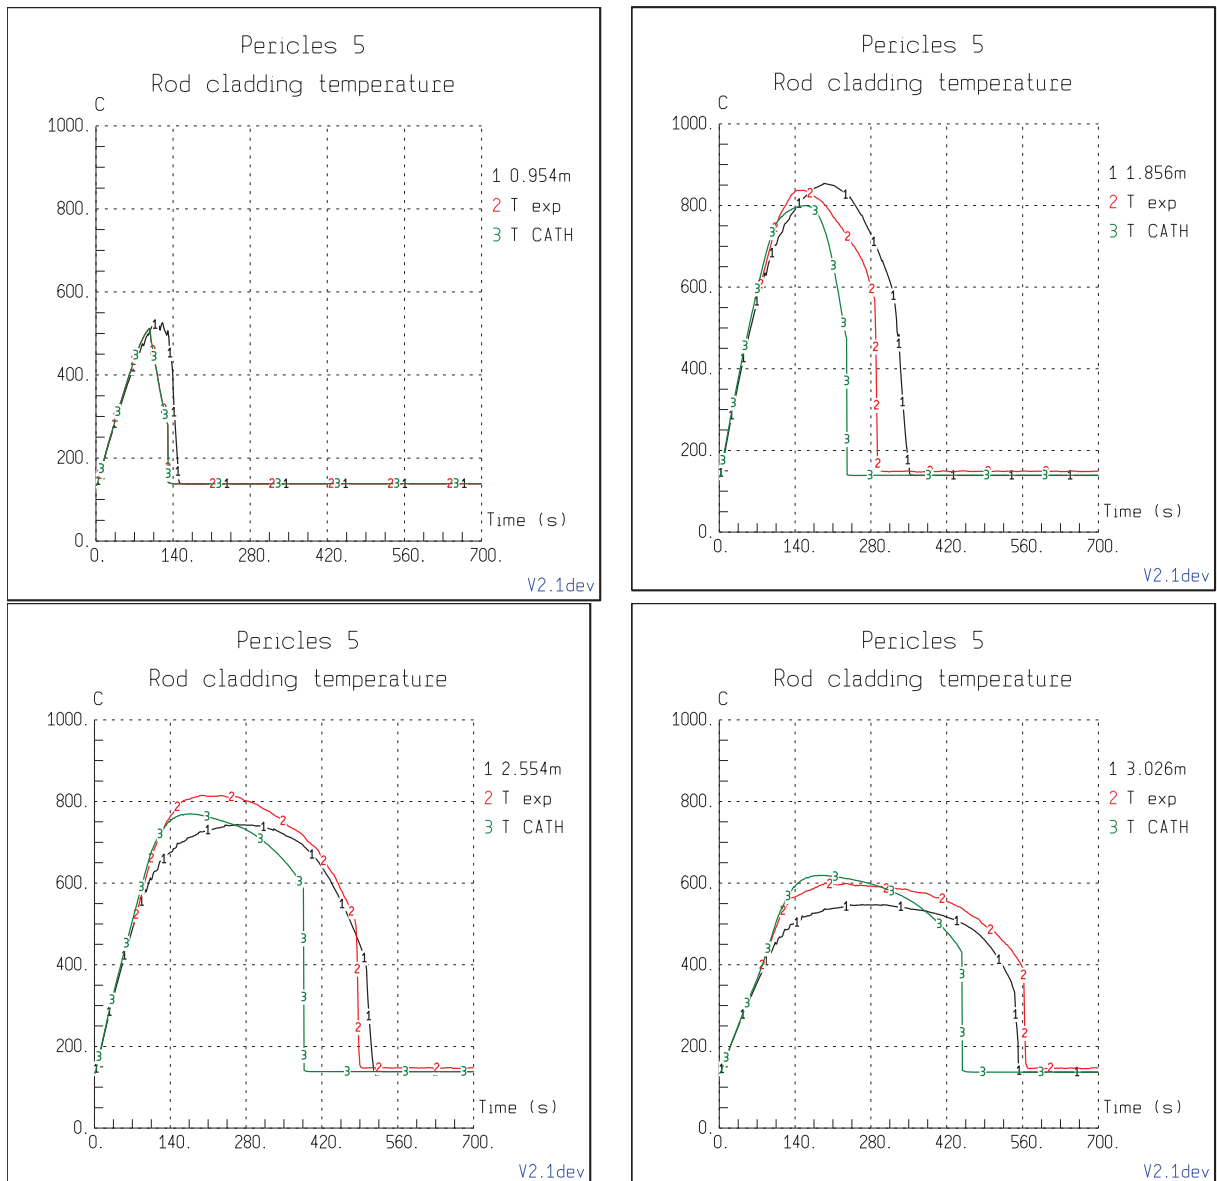 Pericles 5
Rod cladding temperature
C
1000.
800.
600.
400.
200.
0.
0. 140. 280. 420. 560. 700.
Time (s)
1 0.954m
2 T exp
3 T CATH
V2.1dev
Pericles 5
Rod cladding temperature
C
1000.
800.
600.
400.
200.
0.
0. 140. 280. 420. 560. 700.
Time (s)
1 1.856m
2 T exp
3 T CATH
V2.1dev
Pericles 5
Rod cladding temperature
C
1000.
800.
600.
400.
200.
0.
0. 140. 280. 420. 560. 700.
Time (s)
1 2.554m
2 T exp
3 T CATH
V2.1dev
Pericles 5
Rod cladding temperature
C
1000.
800.
600.
400.
200.
0.
0. 140. 280. 420. 560. 700.
Time (s)
1 3.026m
2 T exp
3 T CATH
V2.1dev